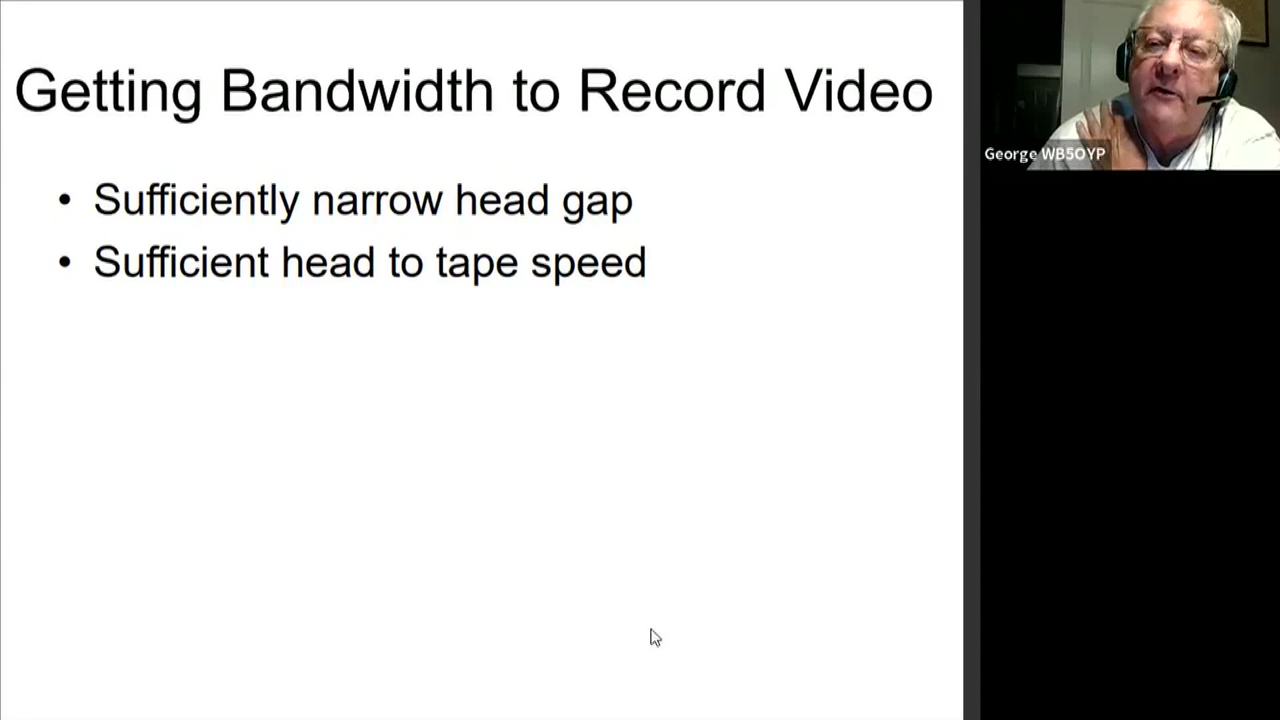 Getting Bandwidth to Record Video
• Sufficiently narrow head gap
• Sufficient head to tape speed
George WB5OYP